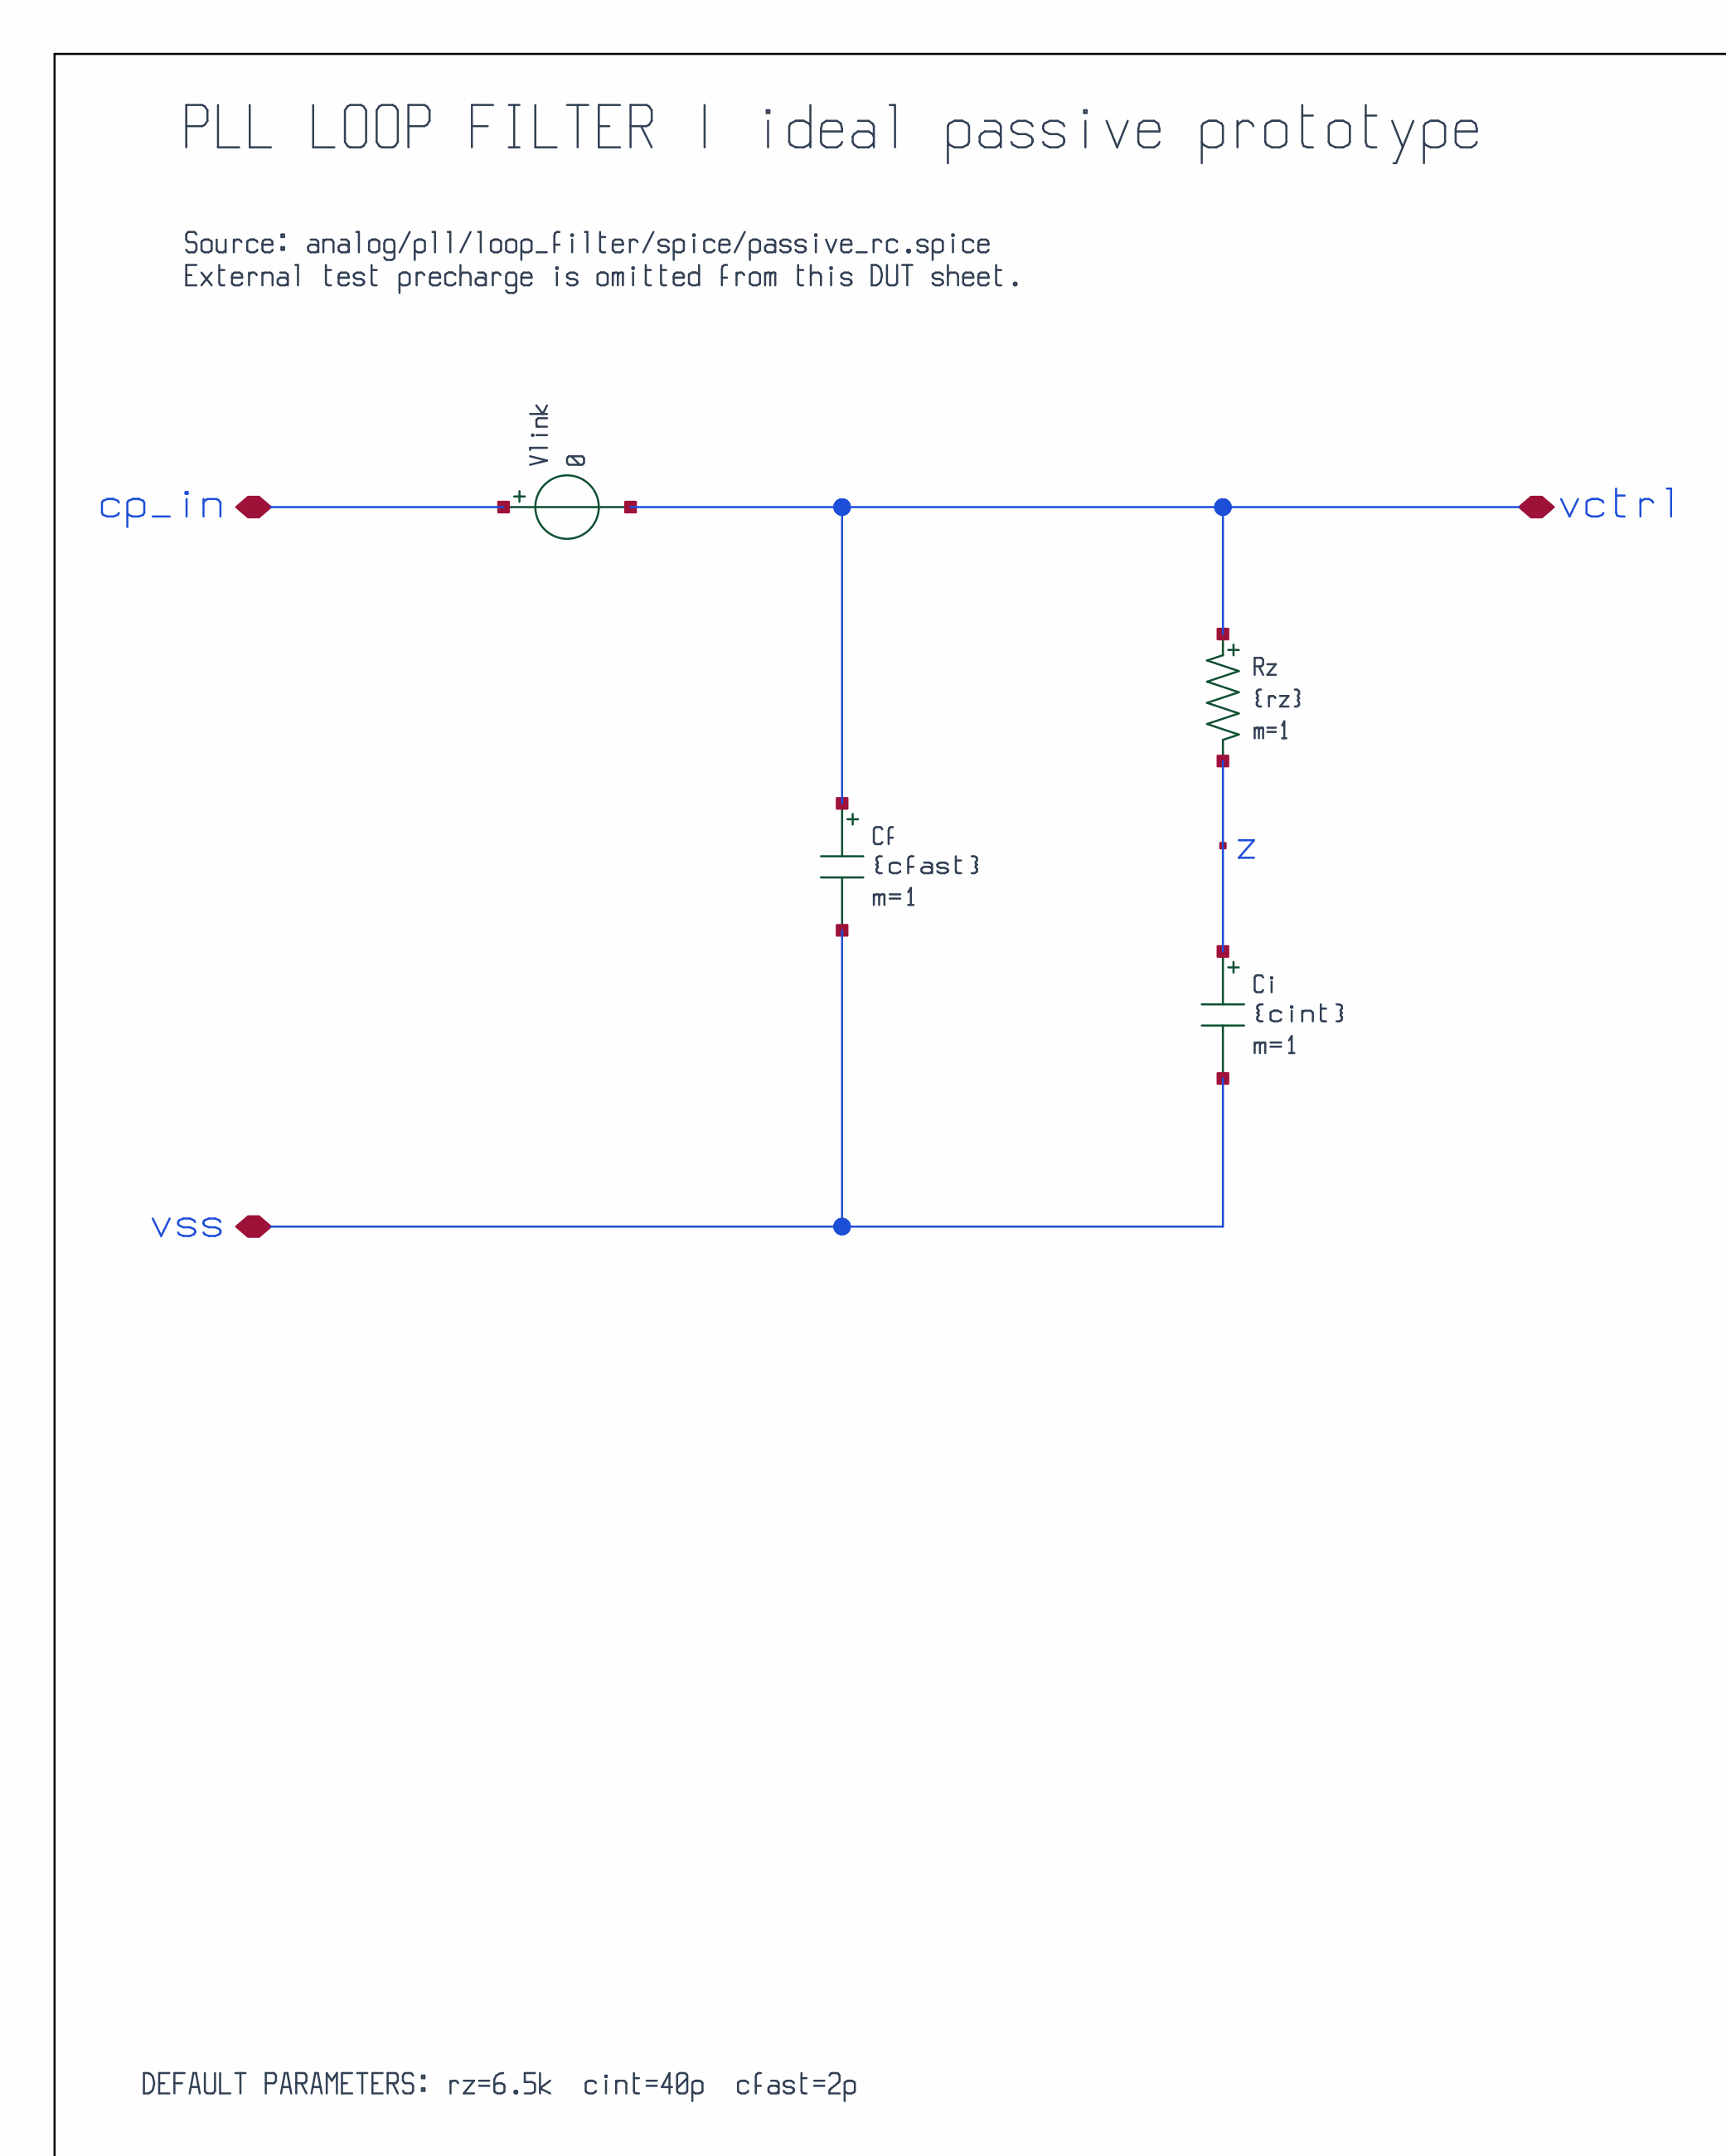 PLL LOOP FILTER | ideal passive prototype
Source: analog/pll/loop_filter/spice/passive_rc.spice
External test precharge is omitted from this DUT sheet.
Vlink
0
+
cp_in
vctrl
+
Rz
{rz}
m=1
+
Cf
{cfast}
m=1
z
+
Ci
{cint}
m=1
vss
DEFAULT PARAMETERS: rz=6.5k cint=40p cfast=2p